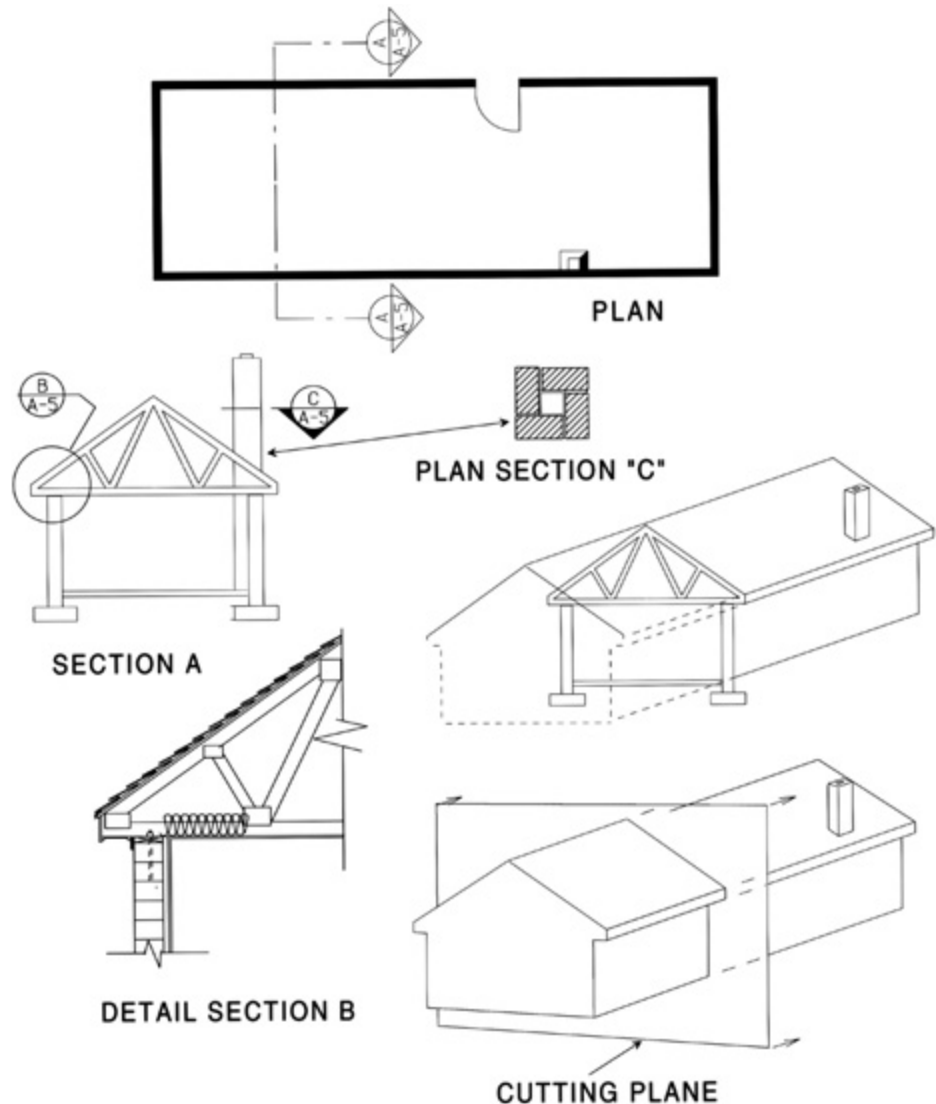 A
A-5
A
A-5
PLAN
B
A-5
C
A-5
PLAN SECTION "C"
SECTION A
DETAIL SECTION B
CUTTING PLANE